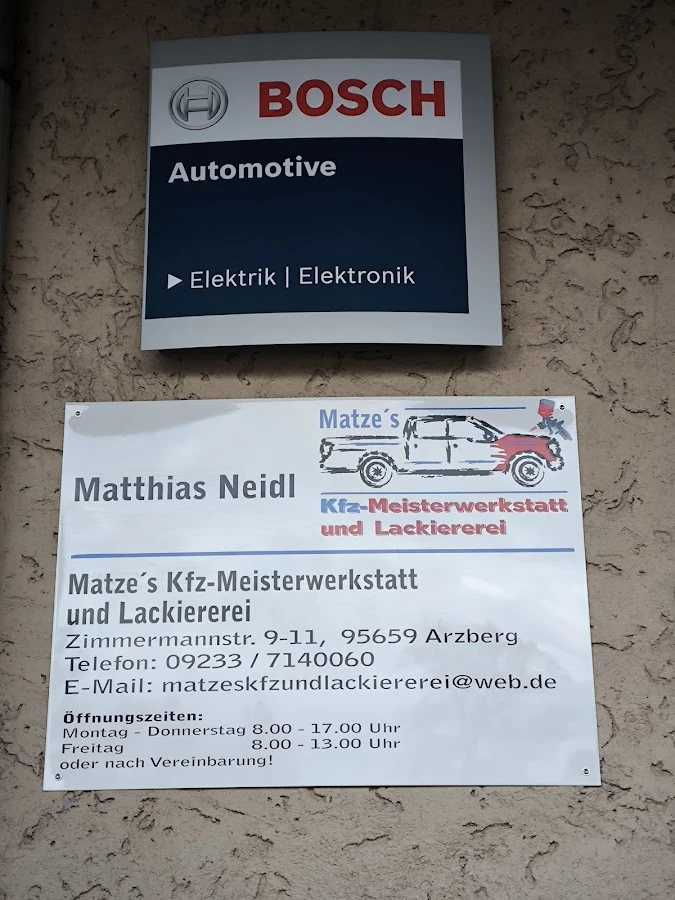 BOSCH
Automotive
▶ Elektrik | Elektronik
Matze´s
Matthias Neidl
Kfz-Meisterwerkstatt
und Lackiererei
Matze´s Kfz-Meisterwerkstatt
und Lackiererei
Zimmermannstr. 9-11, 95659 Arzberg
Telefon: 09233 / 7140060
E-Mail: matzeskfzundlackiererei@web.de
Öffnungszeiten:
Montag - Donnerstag 8.00 - 17.00 Uhr
Freitag 8.00 - 13.00 Uhr
oder nach Vereinbarung!